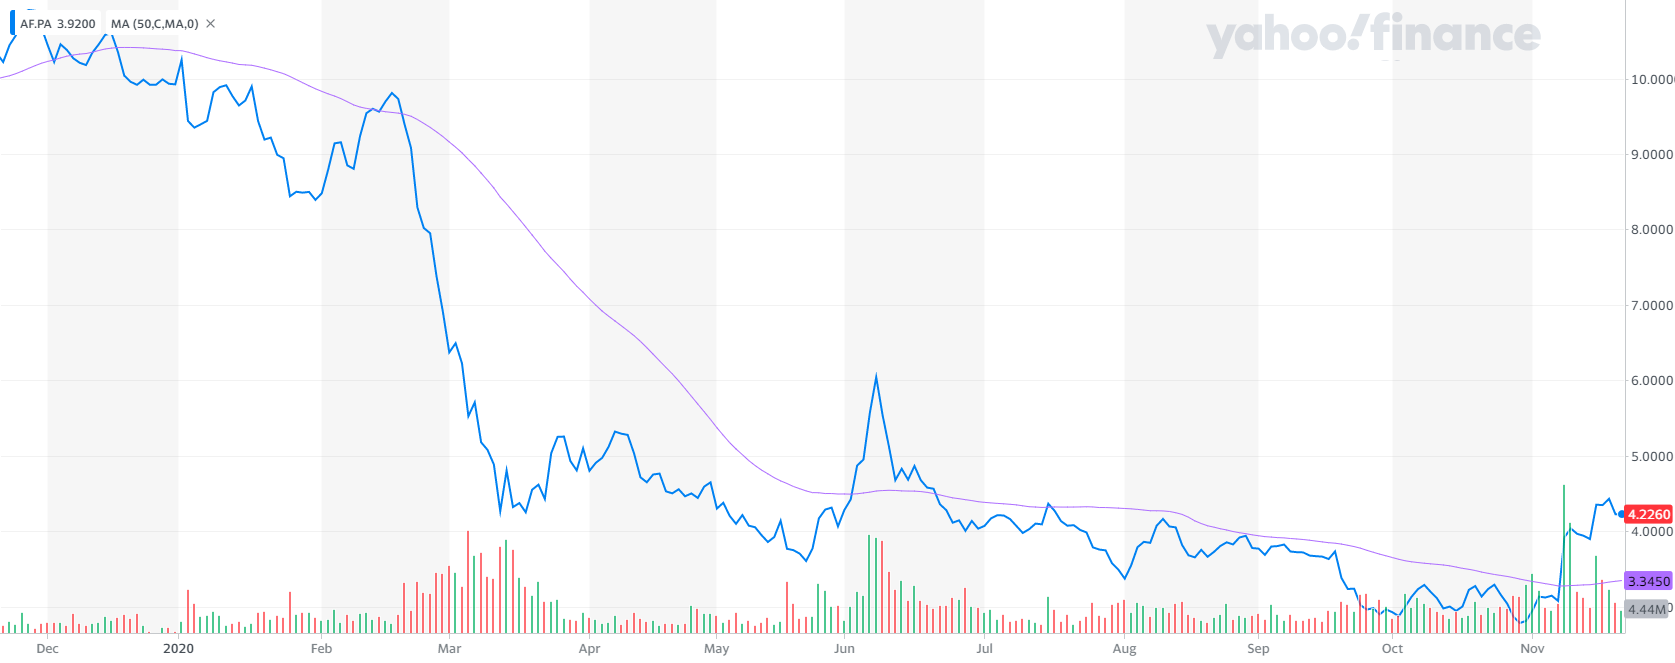 AF.PA 3.9200 MA (50,C,MA,0) ×
yahoo!finance
10.0000
9.0000
8.0000
7.0000
6.0000
5.0000
4.2260
4.0000
3.3450
4.44M
Dec 2020 Feb Mar Apr May Jun Jul Aug Sep Oct Nov